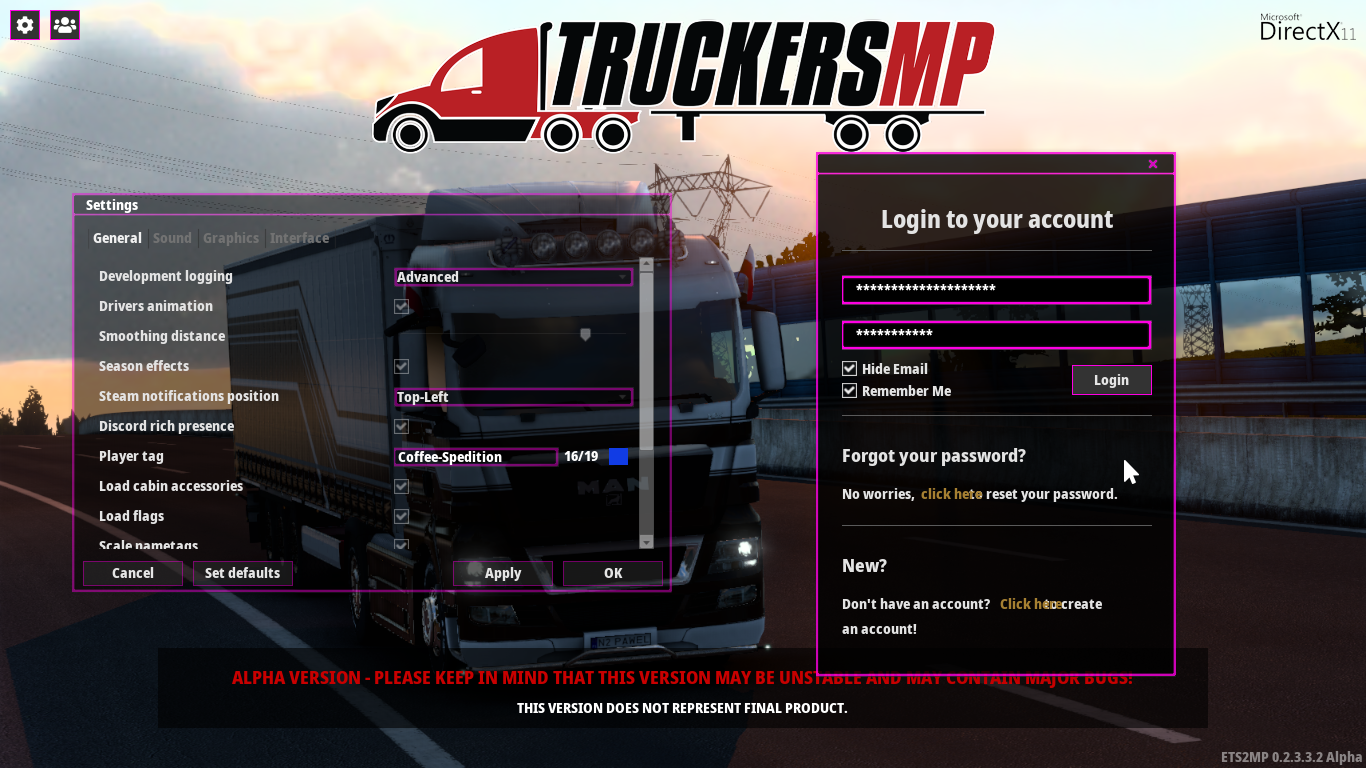 TRUCKERSMP
Microsoft
DirectX 11
Settings
General Sound Graphics Interface
Development logging Advanced
Drivers animation
Smoothing distance
Season effects
Steam notifications position Top-Left
Discord rich presence
Player tag Coffee-Spedition 16/19
Load cabin accessories
Load flags
Scale nametags
Cancel Set defaults Apply OK
MAN
N2 PAWEL
x
Login to your account
********************
***********
Hide Email
Remember Me
Login
Forgot your password?
No worries, click here to reset your password.
New?
Don't have an account? Click here to create
an account!
ALPHA VERSION - PLEASE KEEP IN MIND THAT THIS VERSION MAY BE UNSTABLE AND MAY CONTAIN MAJOR BUGS!
THIS VERSION DOES NOT REPRESENT FINAL PRODUCT.
ETS2MP 0.2.3.3.2 Alpha